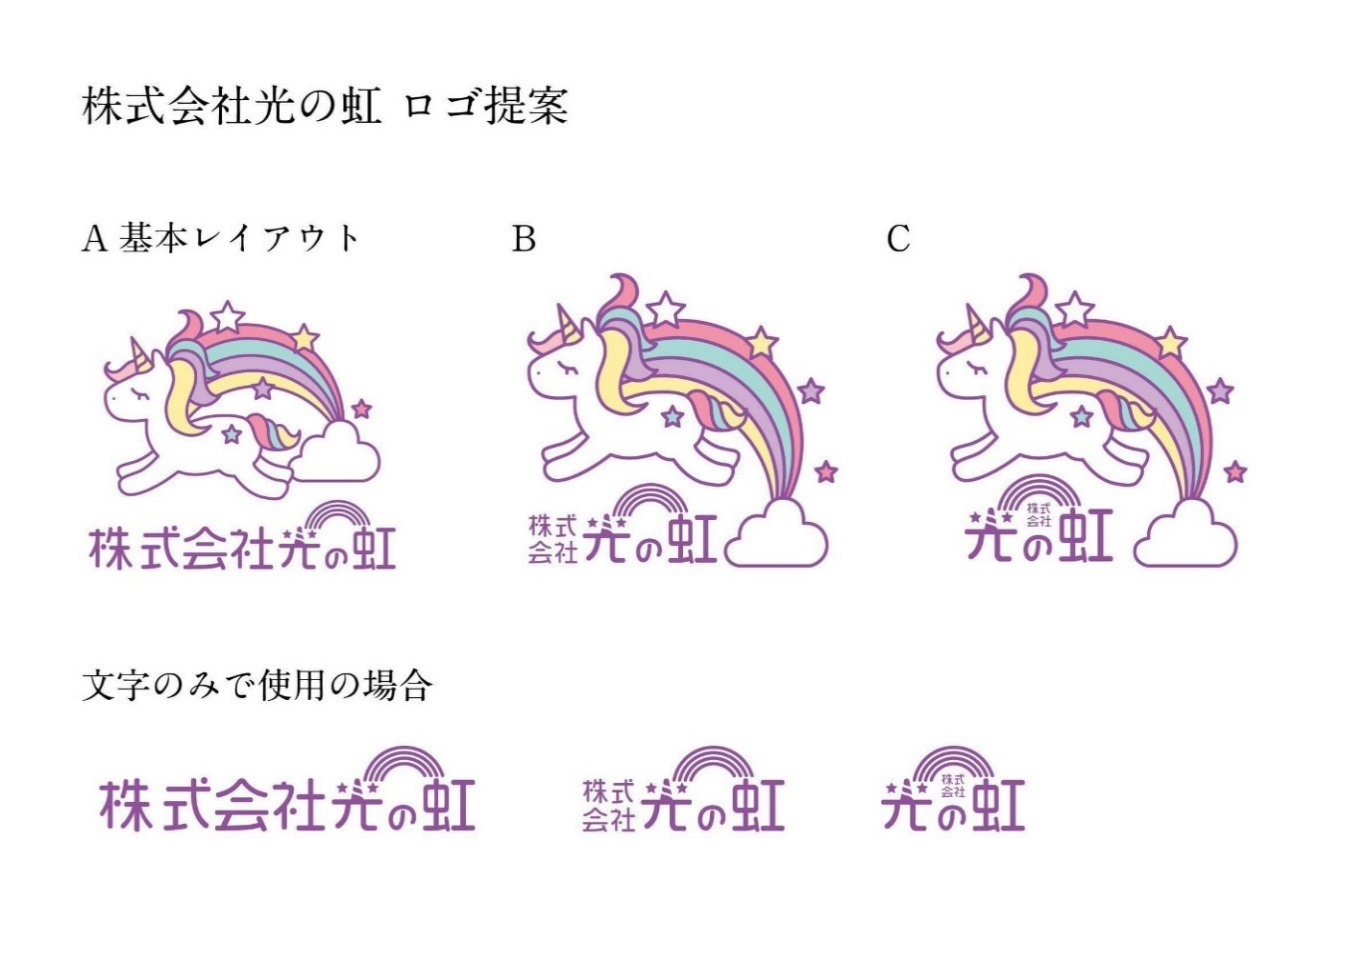 株式会社光の虹 ロゴ提案
A 基本レイアウト
B
C
株式会社光の虹
株式
会社
光の虹
株式
会社
光の虹
文字のみで使用の場合
株式会社光の虹
株式
会社
光の虹
株式
会社
光の虹